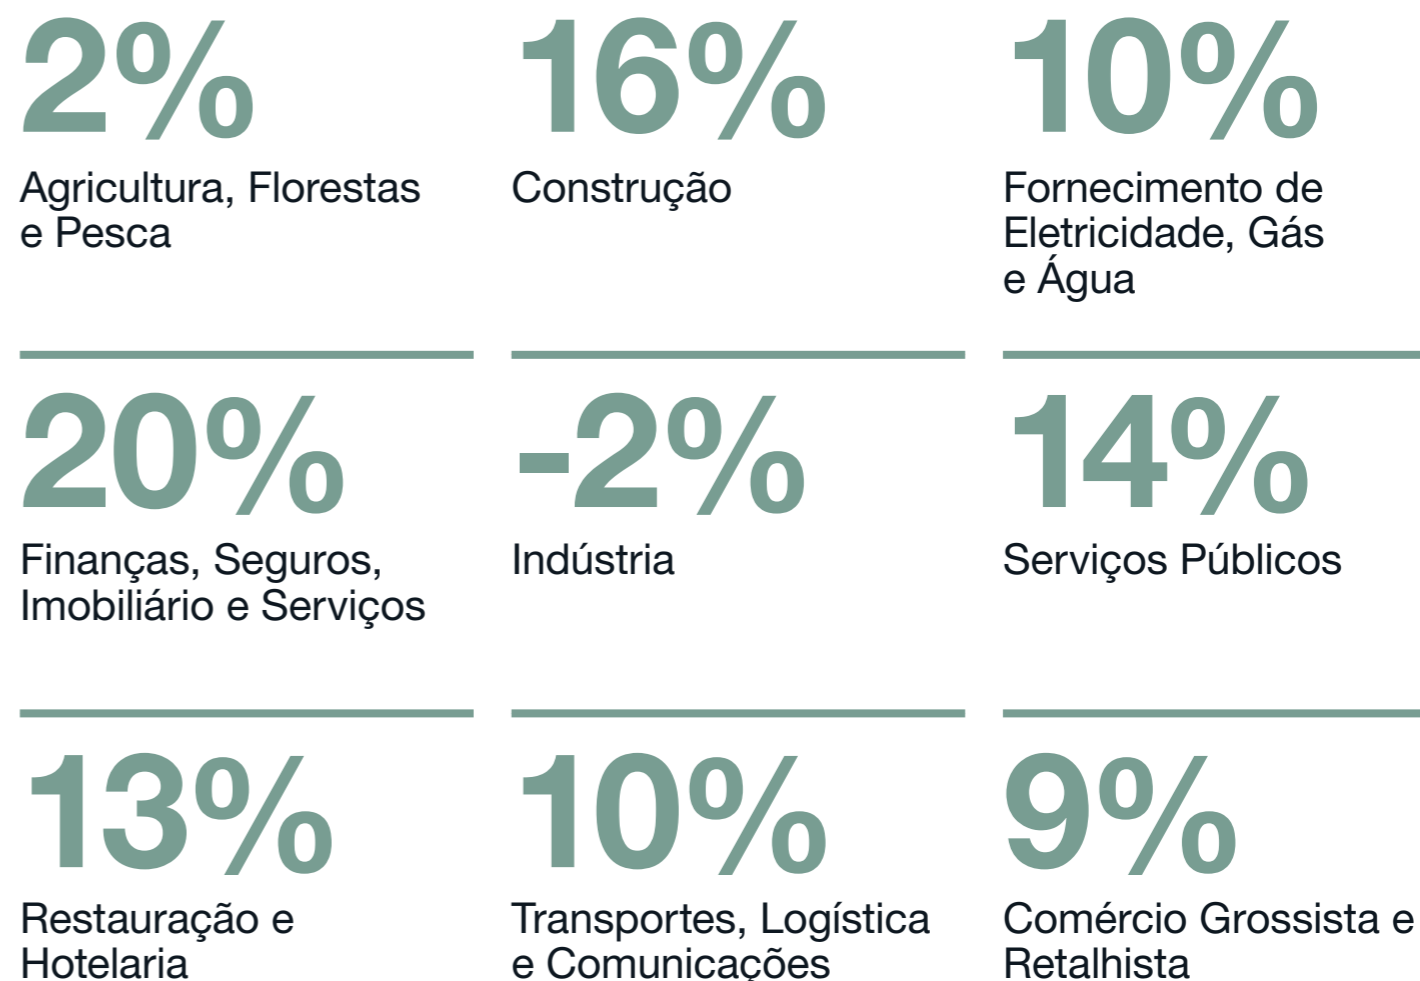 2%
Agricultura, Florestas
e Pesca
16%
Construção
10%
Fornecimento de
Eletricidade, Gás
e Água
20%
Finanças, Seguros,
Imobiliário e Serviços
-2%
Indústria
14%
Serviços Públicos
13%
Restauração e
Hotelaria
10%
Transportes, Logística
e Comunicações
9%
Comércio Grossista e
Retalhista